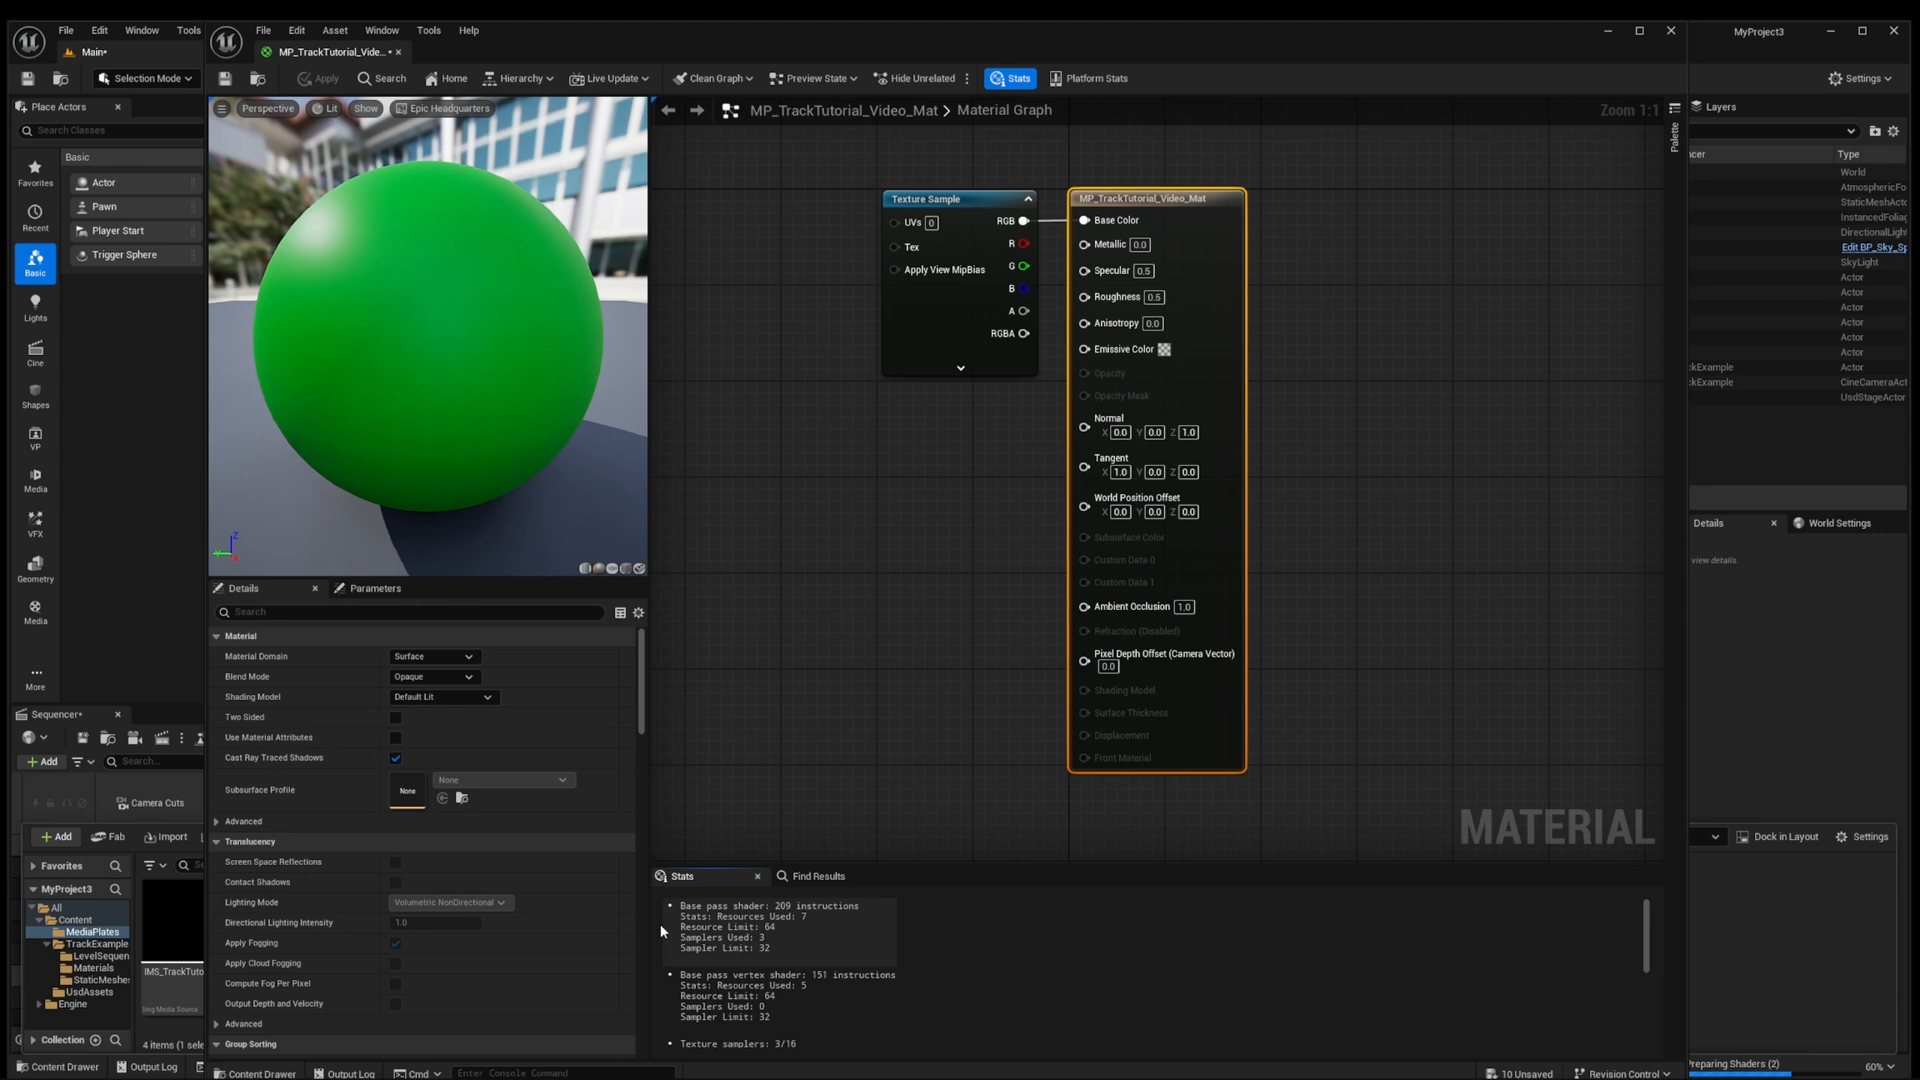 File Edit Window Tools
Main*
Selection Mode
Place Actors
Search Classes
Favorites
Recent
Basic
Lights
Cine
Shapes
VP
Media
VFX
Geometry
Media
More
Basic
Actor
Pawn
Player Start
Trigger Sphere
Sequencer*
Add
Search...
Camera Cuts
Add Fab Import
Favorites
MyProject3
All
Content
MediaPlates
TrackExample
LevelSequen
Materials
StaticMeshe
UsdAssets
Engine
Collection
IMS_TrackTuto
Img Media Source
4 items (1 sele
Content Drawer Output Log
File Edit Asset Window Tools Help
MP_TrackTutorial_Vide... •
Apply Search Home Hierarchy Live Update Clean Graph Preview State Hide Unrelated Stats Platform Stats
Perspective Lit Show Epic Headquarters
Z
Details Parameters
Search
Material
Material Domain Surface
Blend Mode Opaque
Shading Model Default Lit
Two Sided
Use Material Attributes
Cast Ray Traced Shadows
Subsurface Profile None None
Advanced
Translucency
Screen Space Reflections
Contact Shadows
Lighting Mode Volumetric NonDirectional
Directional Lighting Intensity 1.0
Apply Fogging
Apply Cloud Fogging
Compute Fog Per Pixel
Output Depth and Velocity
Advanced
Group Sorting
Content Drawer Output Log Cmd Enter Console Command
MP_TrackTutorial_Video_Mat > Material Graph Zoom 1:1
Palette
Texture Sample
UVs 0 RGB
R
Tex
G
Apply View MipBias
B
A
RGBA
MP_TrackTutorial_Video_Mat
Base Color
Metallic 0.0
Specular 0.5
Roughness 0.5
Anisotropy 0.0
Emissive Color
Opacity
Opacity Mask
Normal
X 0.0 Y 0.0 Z 1.0
Tangent
X 1.0 Y 0.0 Z 0.0
World Position Offset
X 0.0 Y 0.0 Z 0.0
Subsurface Color
Custom Data 0
Custom Data 1
Ambient Occlusion 1.0
Refraction (Disabled)
Pixel Depth Offset (Camera Vector)
0.0
Shading Model
Surface Thickness
Displacement
Front Material
MATERIAL
Stats Find Results
• Base pass shader: 209 instructions
Stats: Resources Used: 7
Resource Limit: 64
Samplers Used: 3
Sampler Limit: 32
• Base pass vertex shader: 151 instructions
Stats: Resources Used: 5
Resource Limit: 64
Samplers Used: 0
Sampler Limit: 32
• Texture samplers: 3/16
10 Unsaved Revision Control
MyProject3
Settings
Layers
ncer Type
World
AtmosphericFo
StaticMeshActo
InstancedFoliag
DirectionalLight
Edit BP_Sky_Sp
SkyLight
Actor
Actor
Actor
Actor
Actor
Actor
ckExample Actor
ckExample CineCameraAct
UsdStageActor
Details World Settings
view details.
Dock in Layout Settings
Preparing Shaders (2) 60%